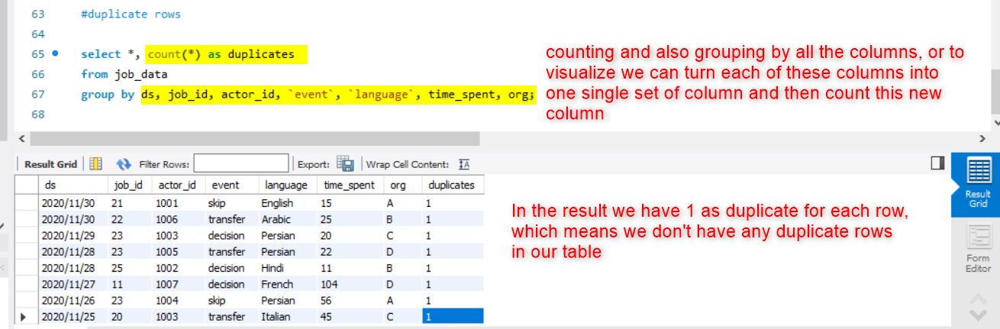 63 #duplicate rows
64
65 select *, count(*) as duplicates
66 from job_data
67 group by ds, job_id, actor_id, `event`, `language`, time_spent, org;
68
counting and also grouping by all the columns, or to
visualize we can turn each of these columns into
one single set of column and then count this new
column
Result Grid Filter Rows: Export: Wrap Cell Content:
ds job_id actor_id event language time_spent org duplicates
2020/11/30 21 1001 skip English 15 A 1
2020/11/30 22 1006 transfer Arabic 25 B 1
2020/11/29 23 1003 decision Persian 20 C 1
2020/11/28 23 1005 transfer Persian 22 D 1
2020/11/28 25 1002 decision Hindi 11 B 1
2020/11/27 11 1007 decision French 104 D 1
2020/11/26 23 1004 skip Persian 56 A 1
2020/11/25 20 1003 transfer Italian 45 C 1
In the result we have 1 as duplicate for each row,
which means we don't have any duplicate rows
in our table
Result
Grid
Form
Editor